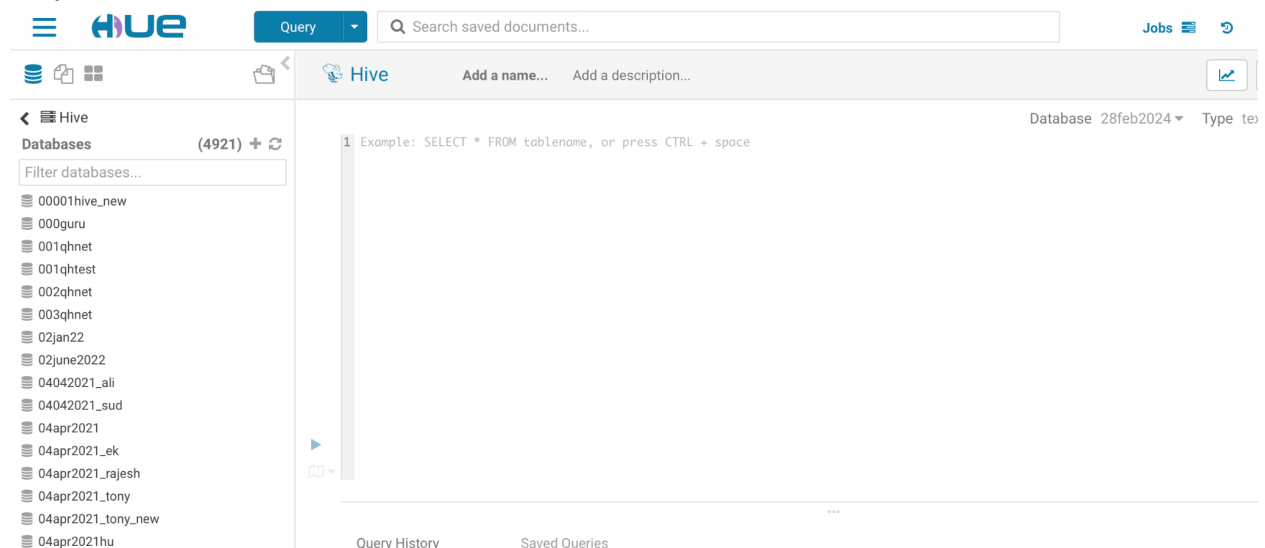 HUE
Query
Search saved documents...
Jobs
Hive
Add a name...
Add a description...
Hive
Databases
(4921)
Filter databases...
00001hive_new
000guru
001qhnet
001qhtest
002qhnet
003qhnet
02jan22
02june2022
04042021_ali
04042021_sud
04apr2021
04apr2021_ek
04apr2021_rajesh
04apr2021_tony
04apr2021_tony_new
04apr2021hu
Database 28feb2024 Type
1 Example: SELECT * FROM tablename, or press CTRL + space
Query History
Saved Queries